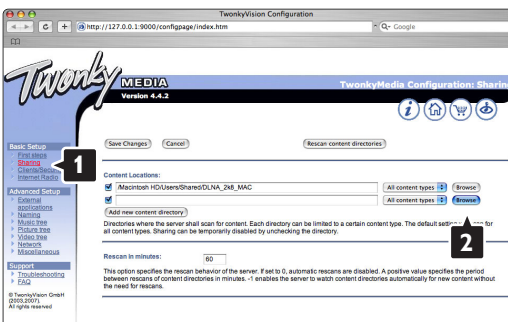 TwonkyVision Configuration
http://127.0.0.1:9000/configpage/index.htm
Google
Twonky
MEDIA
Version 4.4.2
TwonkyMedia Configuration: Sharin
Basic Setup
First steps
Sharing
Clients/Security
Internet Radio
1
Advanced Setup
External
applications
Naming
Music tree
Picture tree
Video tree
Network
Miscellaneous
Support
Troubleshooting
FAQ
© TwonkyVision GmbH
(2003,2007),
All rights reserved
Save Changes Cancel Rescan content directories
Content Locations:
/Macintosh HD/Users/Shared/DLNA_2k6_MAC All content types Browse
All content types Browse
Add new content directory
2
Directories where the server shall scan for content. Each directory can be limited to a certain content type. The default setting for
all content types. Sharing can be temporarily disabled by unchecking the directory.
Rescan in minutes: 60
This option specifies the rescan behavior of the server. If set to 0, automatic rescans are disabled. A positive value specifies the period
between rescans of content directories in minutes. -1 enables the server to watch content directories automatically for new content without
the need for rescans.